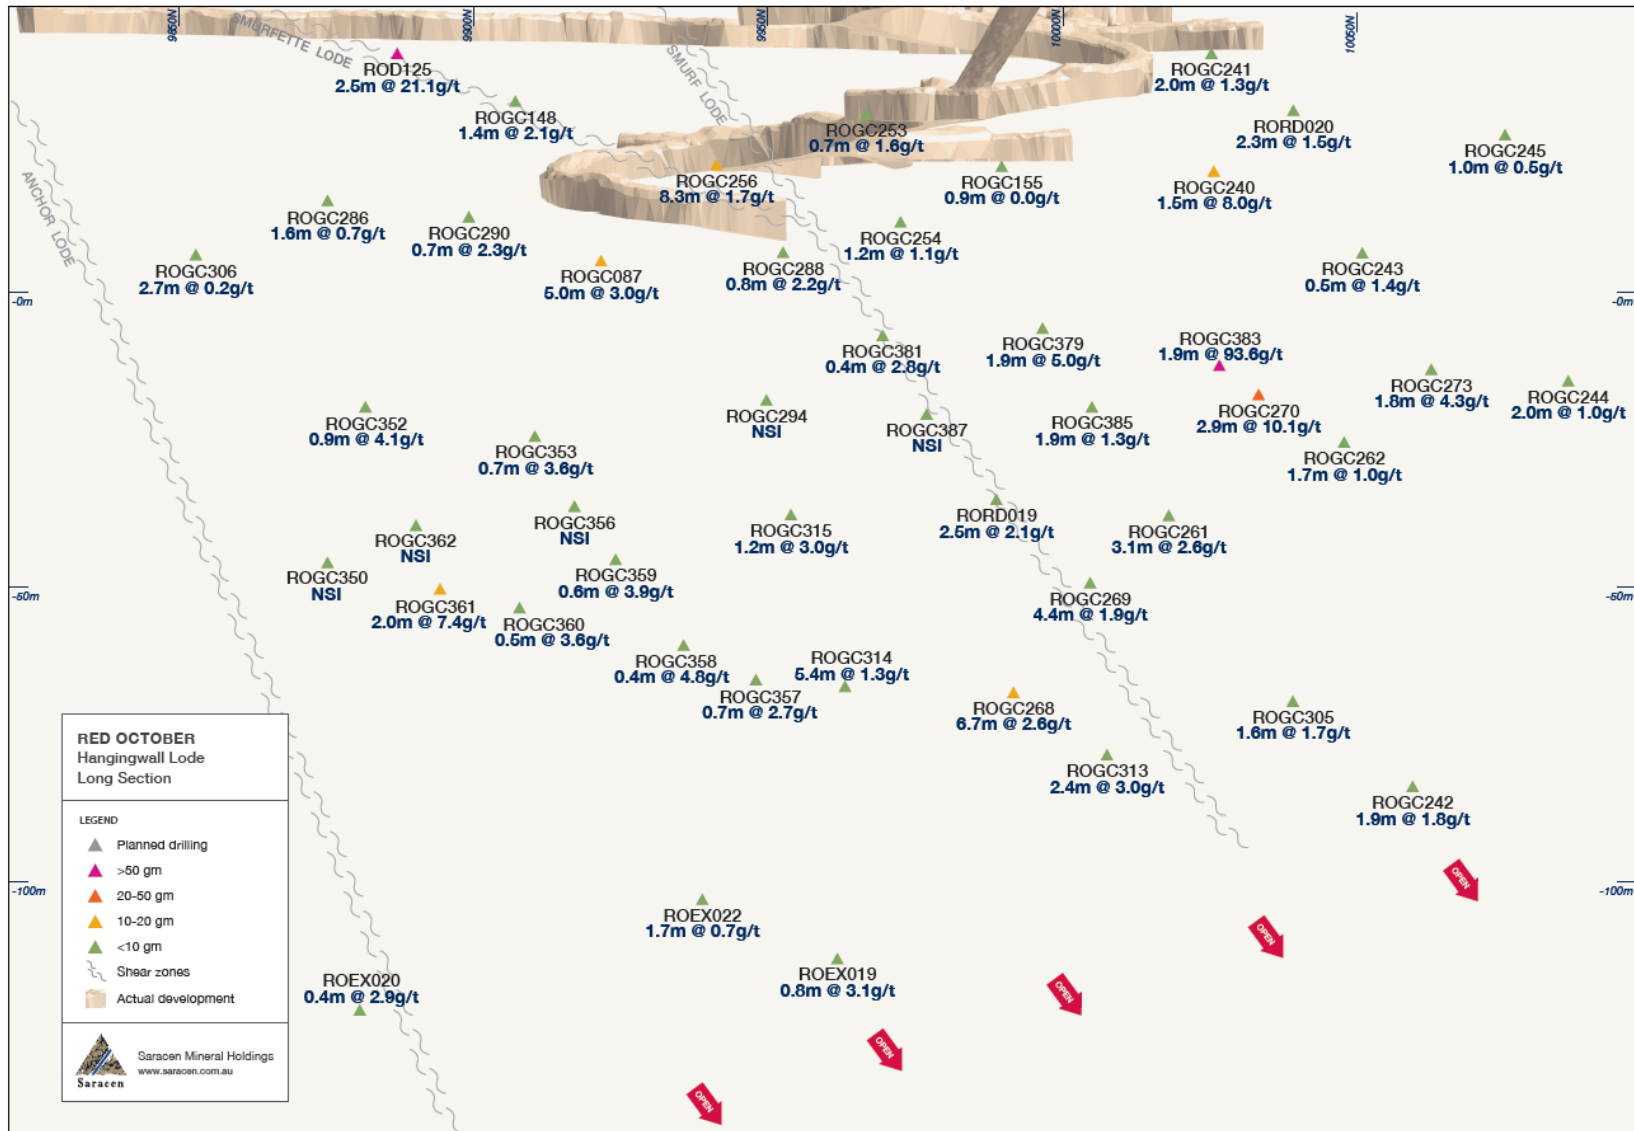 9850N
9900N
9950N
10000N
10050N
SMURFETTE LODE
SMURF LODE
ANCHOR LODE
ROD125
2.5m @ 21.1g/t
ROGC148
1.4m @ 2.1g/t
ROGC253
0.7m @ 1.6g/t
ROGC241
2.0m @ 1.3g/t
RORD020
2.3m @ 1.5g/t
ROGC245
1.0m @ 0.5g/t
ROGC256
8.3m @ 1.7g/t
ROGC155
0.9m @ 0.0g/t
ROGC240
1.5m @ 8.0g/t
ROGC286
1.6m @ 0.7g/t
ROGC290
0.7m @ 2.3g/t
ROGC254
1.2m @ 1.1g/t
ROGC306
2.7m @ 0.2g/t
ROGC087
5.0m @ 3.0g/t
ROGC288
0.8m @ 2.2g/t
ROGC243
0.5m @ 1.4g/t
-0m
-0m
ROGC381
0.4m @ 2.8g/t
ROGC379
1.9m @ 5.0g/t
ROGC383
1.9m @ 93.6g/t
ROGC273
1.8m @ 4.3g/t
ROGC244
2.0m @ 1.0g/t
ROGC352
0.9m @ 4.1g/t
ROGC294
NSI
ROGC387
NSI
ROGC385
1.9m @ 1.3g/t
ROGC270
2.9m @ 10.1g/t
ROGC353
0.7m @ 3.6g/t
ROGC262
1.7m @ 1.0g/t
ROGC362
NSI
ROGC356
NSI
ROGC315
1.2m @ 3.0g/t
RORD019
2.5m @ 2.1g/t
ROGC261
3.1m @ 2.6g/t
ROGC350
NSI
ROGC359
0.6m @ 3.9g/t
-50m
-50m
ROGC361
2.0m @ 7.4g/t
ROGC360
0.5m @ 3.6g/t
ROGC269
4.4m @ 1.9g/t
ROGC358
0.4m @ 4.8g/t
ROGC314
5.4m @ 1.3g/t
ROGC357
0.7m @ 2.7g/t
ROGC268
6.7m @ 2.6g/t
ROGC305
1.6m @ 1.7g/t
ROGC313
2.4m @ 3.0g/t
ROGC242
1.9m @ 1.8g/t
-100m
-100m
ROEX022
1.7m @ 0.7g/t
ROEX019
0.8m @ 3.1g/t
ROEX020
0.4m @ 2.9g/t
OPEN
OPEN
OPEN
OPEN
OPEN
RED OCTOBER
Hangingwall Lode
Long Section
LEGEND
Planned drilling
>50 gm
20-50 gm
10-20 gm
<10 gm
Shear zones
Actual development
Saracen
Saracen Mineral Holdings
www.saracen.com.au